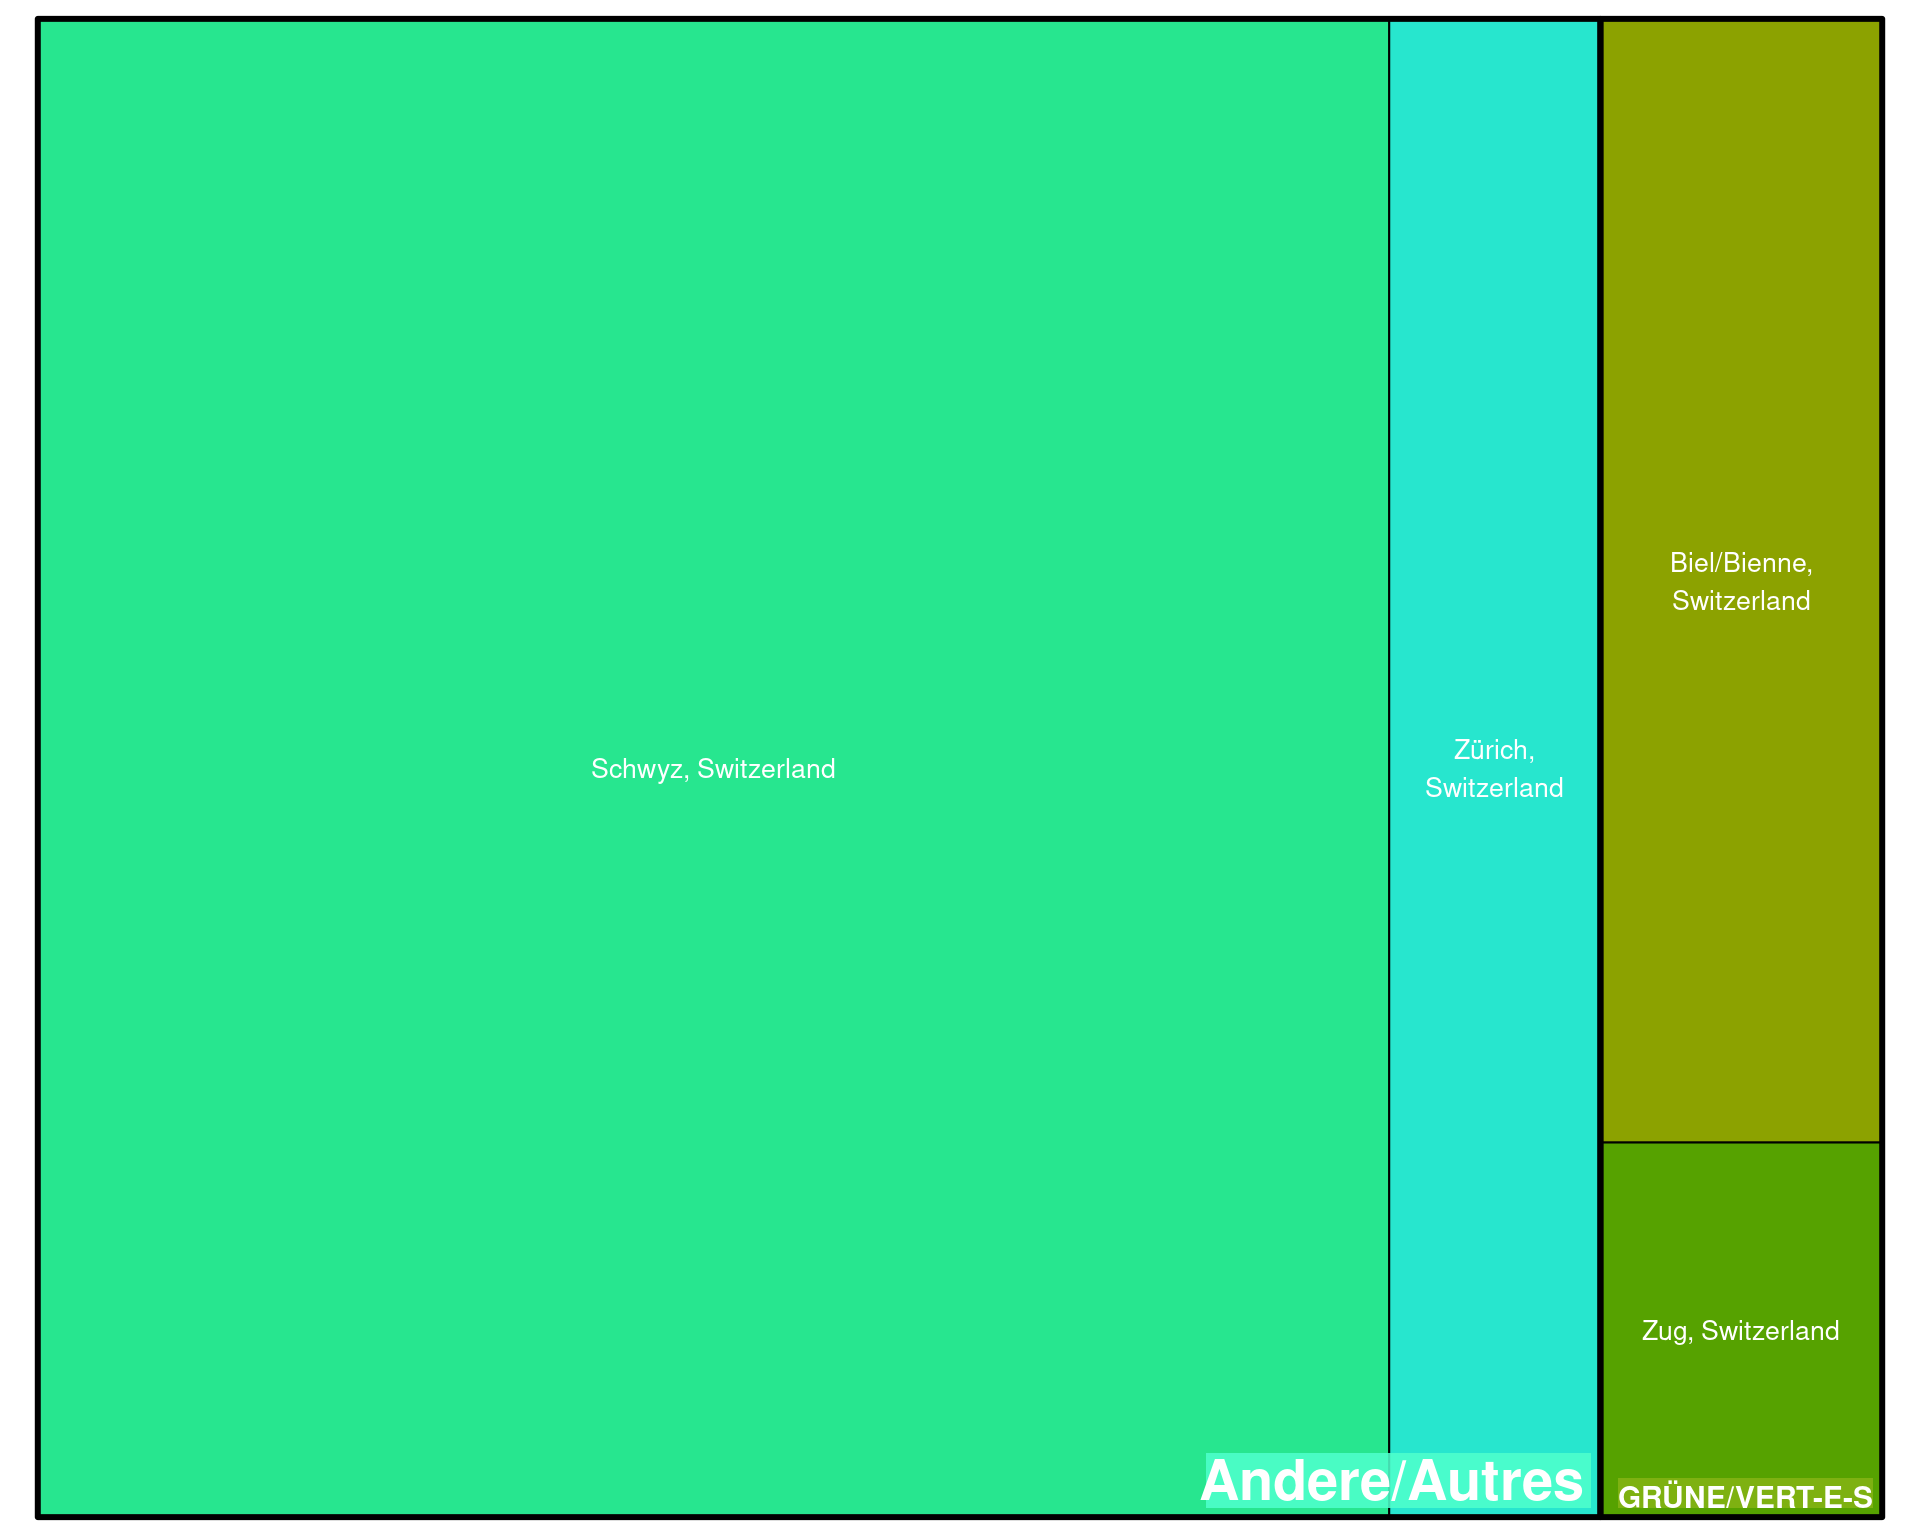 Schwyz, Switzerland
Zürich,
Switzerland
Andere/Autres
Biel/Bienne,
Switzerland
Zug, Switzerland
GRÜNE/VERT-E-S